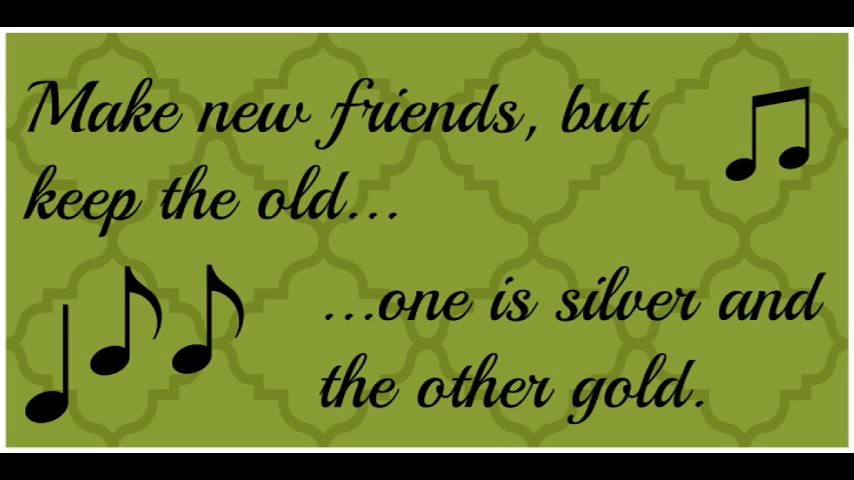 Make new friends, but
keep the old...
...one is silver and
the other gold.